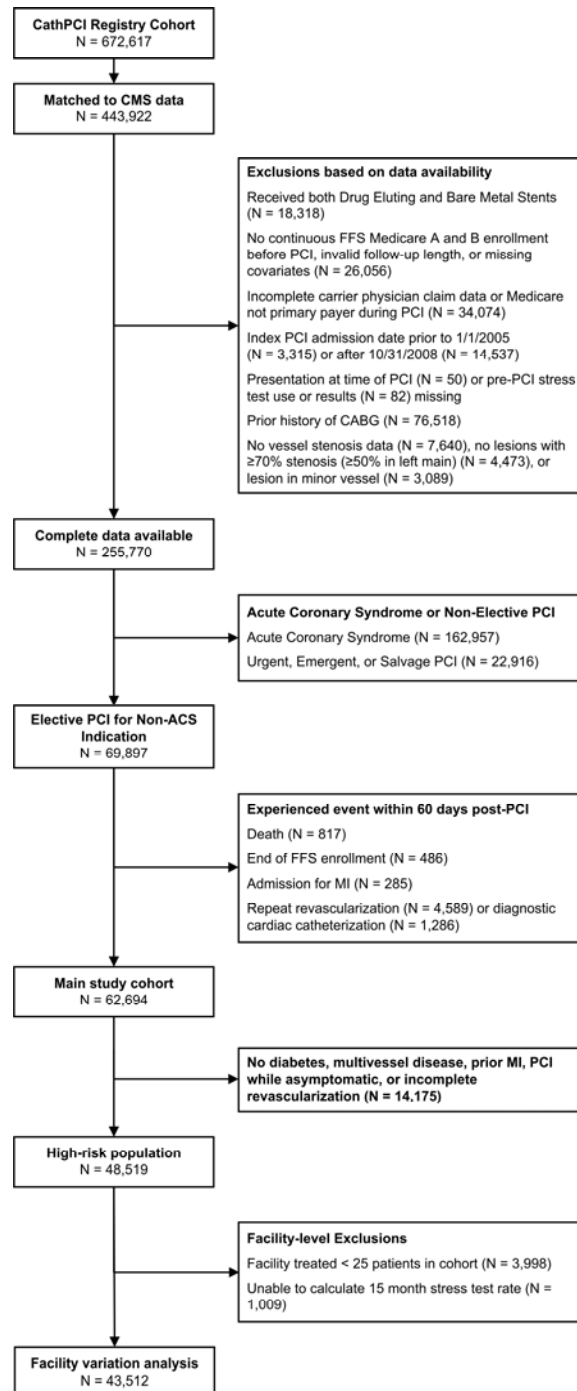 CathPCI Registry Cohort
N = 672,617
Matched to CMS data
N = 443,922
Exclusions based on data availability
Received both Drug Eluting and Bare Metal Stents
(N = 18,318)
No continuous FFS Medicare A and B enrollment
before PCI, invalid follow-up length, or missing
covariates (N = 26,056)
Incomplete carrier physician claim data or Medicare
not primary payer during PCI (N = 34,074)
Index PCI admission date prior to 1/1/2005
(N = 3,315) or after 10/31/2008 (N = 14,537)
Presentation at time of PCI (N = 50) or pre-PCI stress
test use or results (N = 82) missing
Prior history of CABG (N = 76,518)
No vessel stenosis data (N = 7,640), no lesions with
≥70% stenosis (≥50% in left main) (N = 4,473), or
lesion in minor vessel (N = 3,089)
Complete data available
N = 255,770
Acute Coronary Syndrome or Non-Elective PCI
Acute Coronary Syndrome (N = 162,957)
Urgent, Emergent, or Salvage PCI (N = 22,916)
Elective PCI for Non-ACS
Indication
N = 69,897
Experienced event within 60 days post-PCI
Death (N = 817)
End of FFS enrollment (N = 486)
Admission for MI (N = 285)
Repeat revascularization (N = 4,589) or diagnostic
cardiac catheterization (N = 1,286)
Main study cohort
N = 62,694
No diabetes, multivessel disease, prior MI, PCI
while asymptomatic, or incomplete
revascularization (N = 14,175)
High-risk population
N = 48,519
Facility-level Exclusions
Facility treated < 25 patients in cohort (N = 3,998)
Unable to calculate 15 month stress test rate (N =
1,009)
Facility variation analysis
N = 43,512